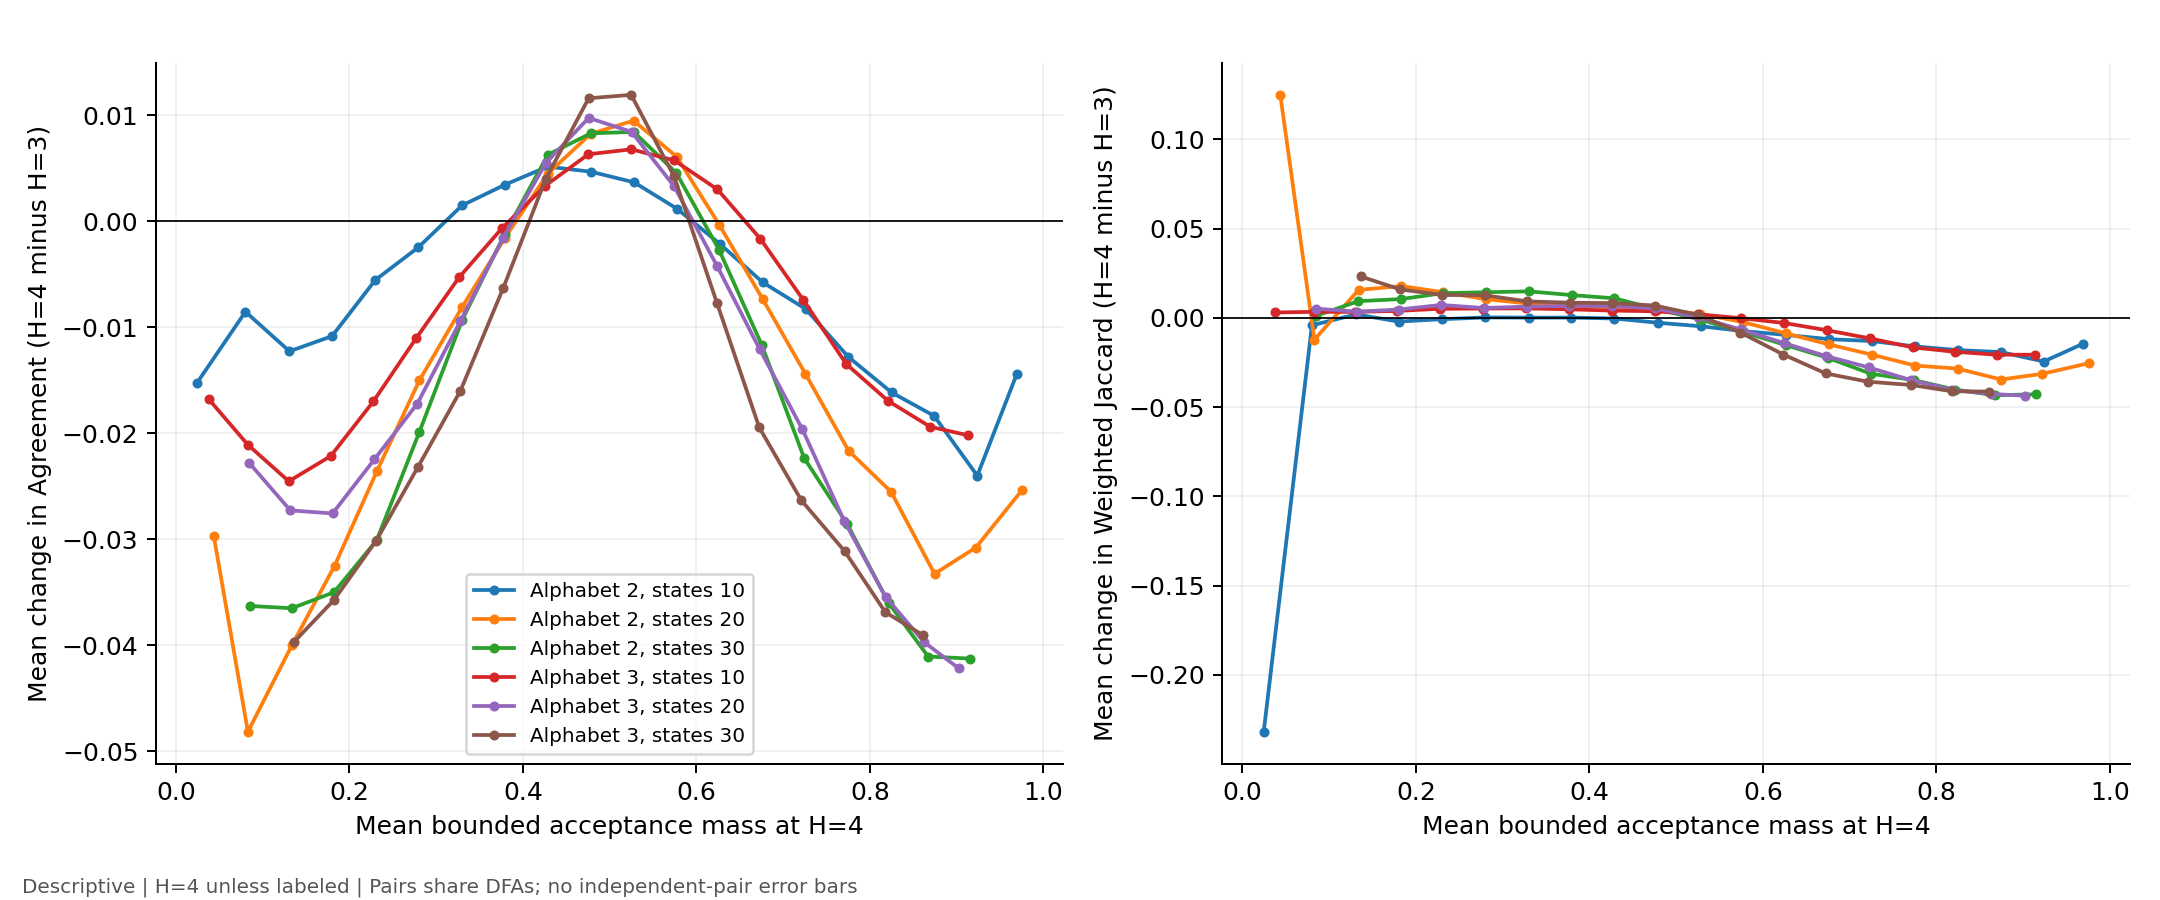 Mean change in Agreement (H=4 minus H=3)
0.01
0.00
−0.01
−0.02
−0.03
−0.04
−0.05
0.0 0.2 0.4 0.6 0.8 1.0
Mean bounded acceptance mass at H=4
Alphabet 2, states 10
Alphabet 2, states 20
Alphabet 2, states 30
Alphabet 3, states 10
Alphabet 3, states 20
Alphabet 3, states 30
Mean change in Weighted Jaccard (H=4 minus H=3)
0.10
0.05
0.00
−0.05
−0.10
−0.15
−0.20
0.0 0.2 0.4 0.6 0.8 1.0
Mean bounded acceptance mass at H=4
Descriptive | H=4 unless labeled | Pairs share DFAs; no independent-pair error bars